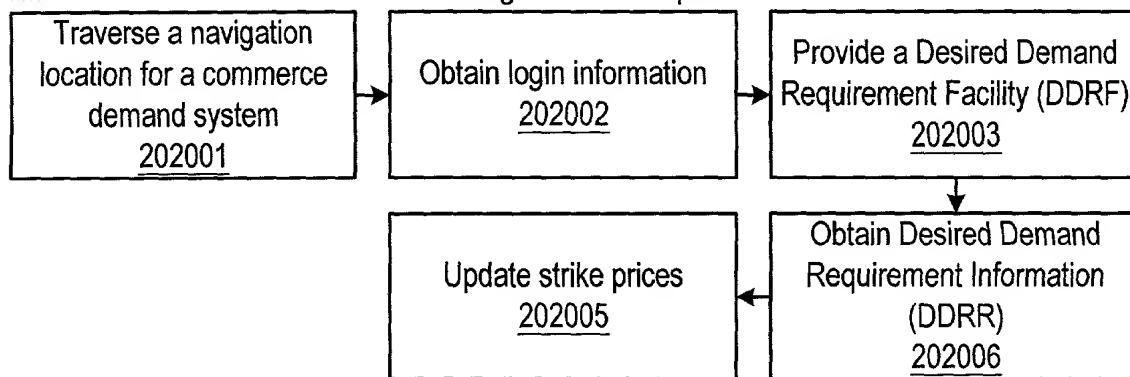 Traverse a navigation
location for a commerce
demand system
202001
Obtain login information
202002
Provide a Desired Demand
Requirement Facility (DDRF)
202003
Obtain Desired Demand
Requirement Information
(DDRR)
202006
Update strike prices
202005